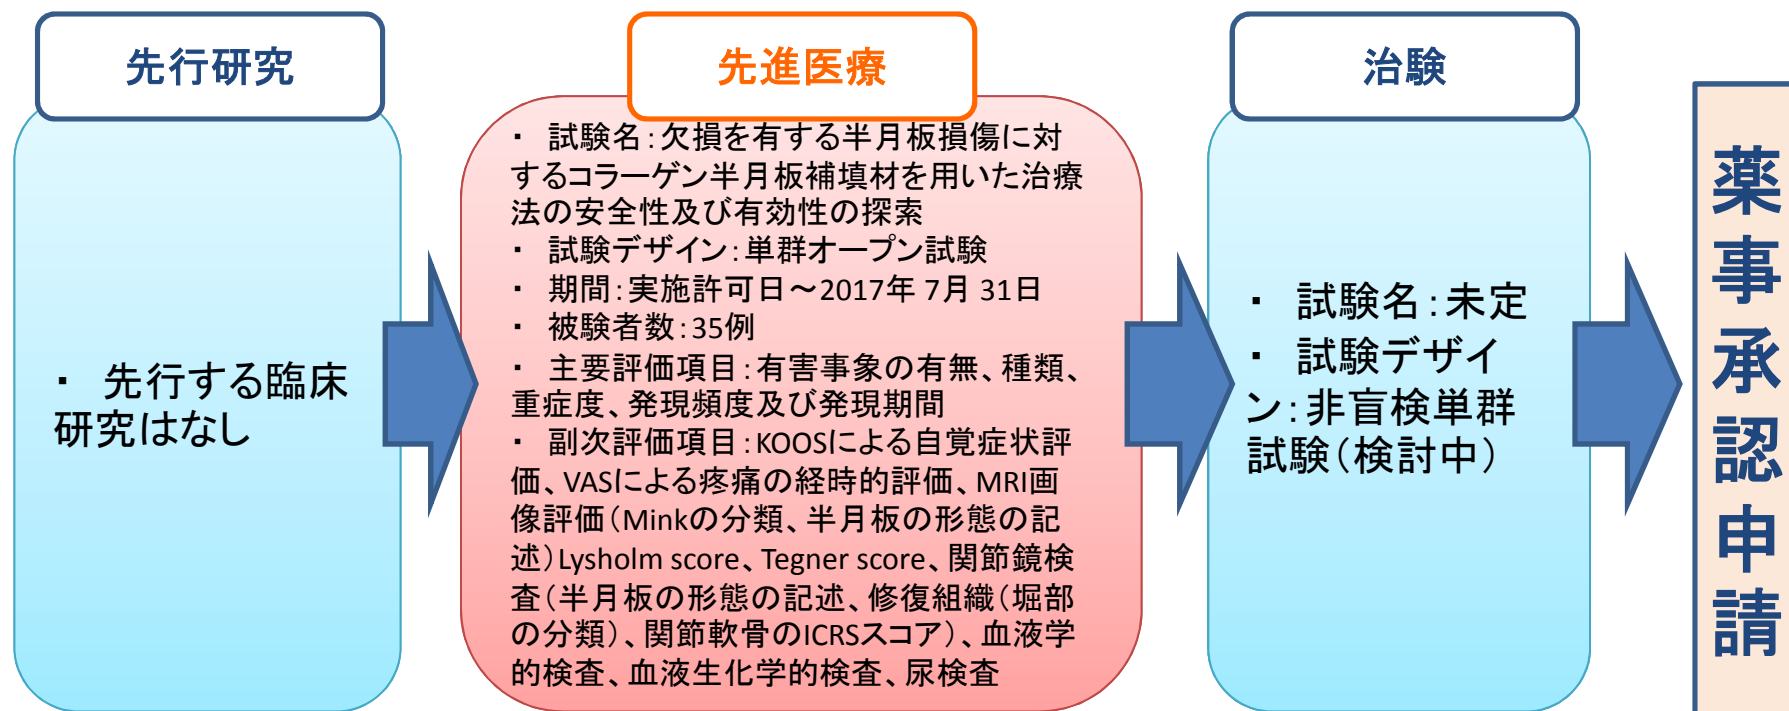 先行研究
・ 先行する臨床
研究はなし
先進医療
・ 試験名：欠損を有する半月板損傷に対
するコラーゲン半月板補填材を用いた治療
法の安全性及び有効性の探索
・ 試験デザイン：単群オープン試験
・ 期間：実施許可日～2017年 7月 31日
・ 被験者数：35例
・ 主要評価項目：有害事象の有無、種類、
重症度、発現頻度及び発現期間
・ 副次評価項目：KOOSによる自覚症状評
価、VASによる疼痛の経時的評価、MRI画
像評価（Minkの分類、半月板の形態の記
述）Lysholm score、Tegner score、関節鏡検
査（半月板の形態の記述、修復組織（堀部
の分類）、関節軟骨のICRSスコア）、血液学
的検査、血液生化学的検査、尿検査
治験
・ 試験名：未定
・ 試験デザイ
ン：非盲検単群
試験（検討中）
薬事承認申請